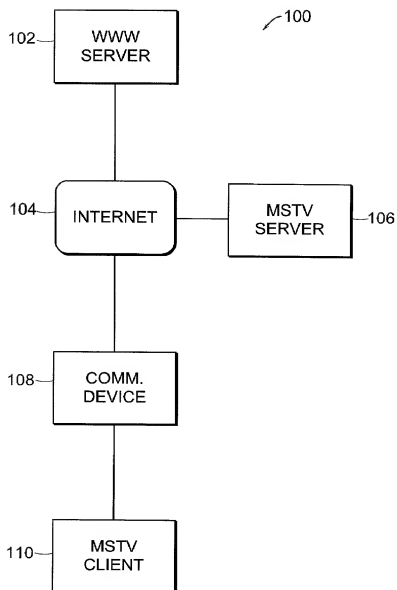 100
102
WWW
SERVER
104
INTERNET
MSTV
SERVER
106
108
COMM.
DEVICE
110
MSTV
CLIENT